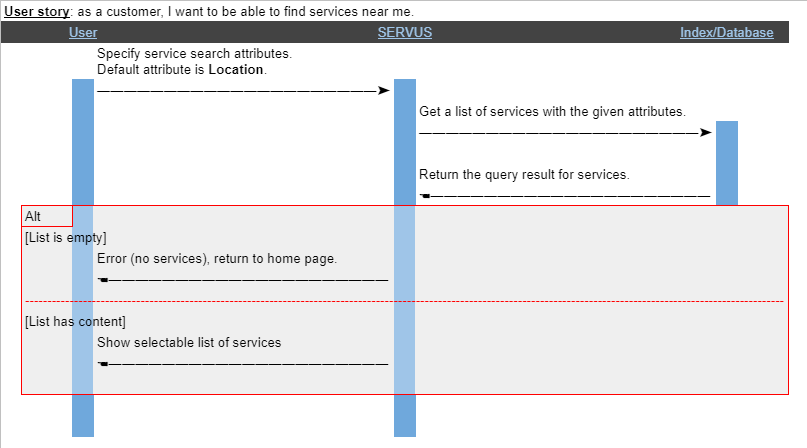 User story: as a customer, I want to be able to find services near me.
User SERVUS Index/Database
Specify service search attributes.
Default attribute is Location.
Get a list of services with the given attributes.
Return the query result for services.
Alt
[List is empty]
Error (no services), return to home page.
[List has content]
Show selectable list of services